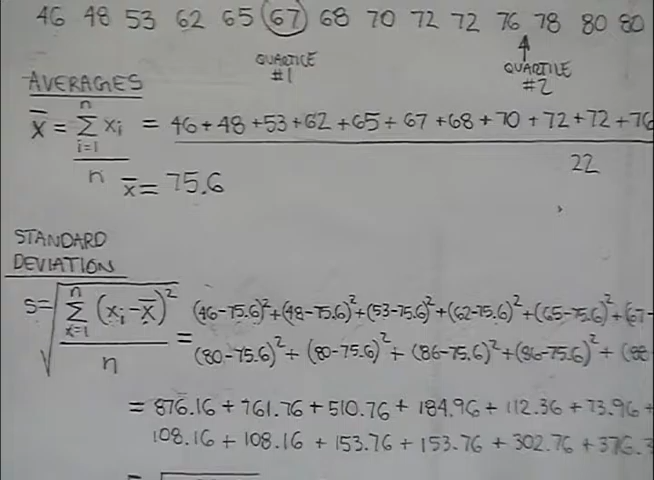 46 48 53 62 65 67 68 70 72 72 76 78 80 80
QUARTICE #1
QUARTILE #2
AVERAGES
x̄ = n∑i=1 xi / n = 46+48+53+62+65+67+68+70+72+72+76 / 22
x̄ = 75.6
STANDARD
DEVIATION
s=√ n∑x=1 (xi-x̄)² / n = (46-75.6)²+(48-75.6)²+(53-75.6)²+(62-75.6)²+(65-75.6)²+(67-
(80-75.6)²+(80-75.6)²+(86-75.6)²+(86-75.6)²+(88
= 876.16+761.76+510.76+184.96+112.36+73.96+
108.16+108.16+153.76+153.76+302.76+376.3
=